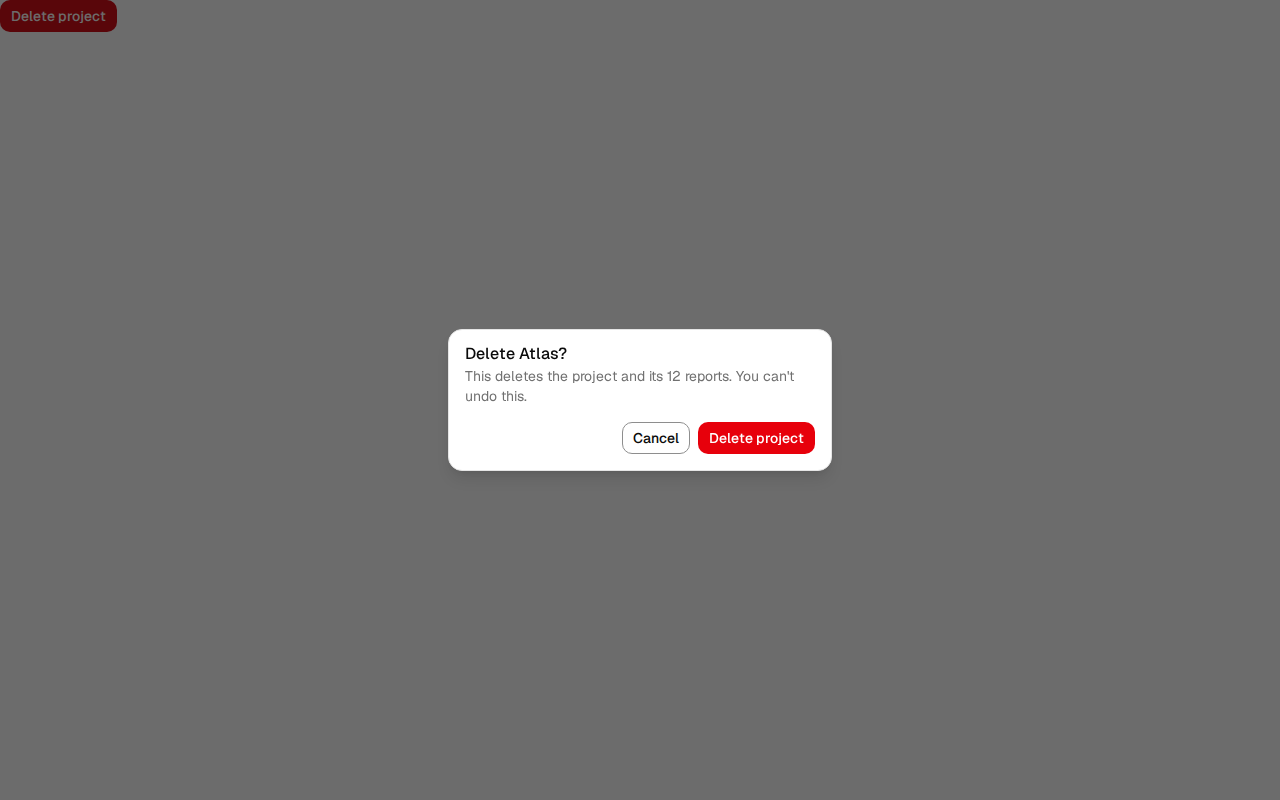 Delete project
Delete Atlas?
This deletes the project and its 12 reports. You can't
undo this.
Cancel
Delete project